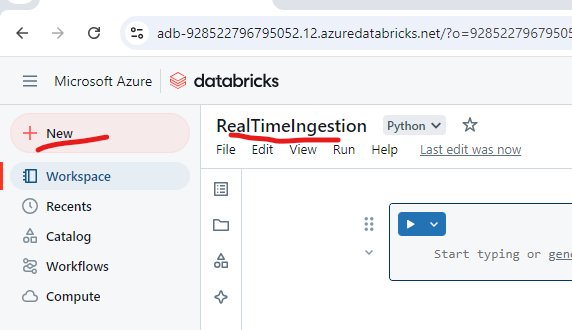 adb-928522796795052.12.azuredatabricks.net/?o=92852279679505
Microsoft Azure databricks
New
RealTimeIngestion Python
File Edit View Run Help Last edit was now
Workspace
Recents
Catalog
Workflows
Compute
Start typing or gen